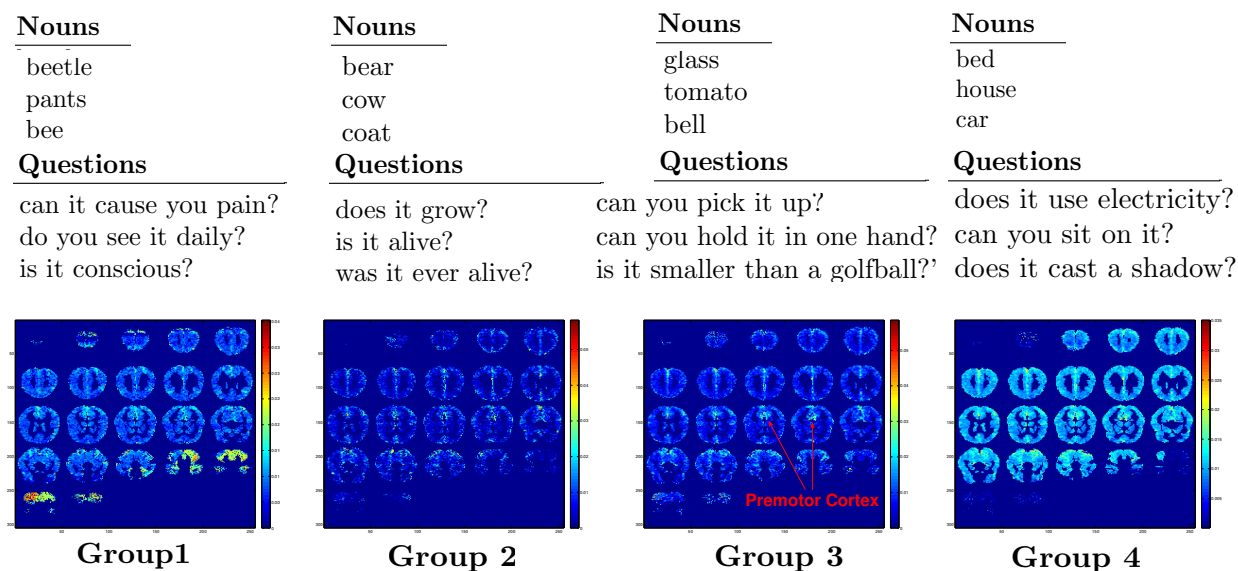 Nouns
beetle
pants
bee
Questions
can it cause you pain?
do you see it daily?
is it conscious?
Nouns
bear
cow
coat
Questions
does it grow?
is it alive?
was it ever alive?
Nouns
glass
tomato
bell
Questions
can you pick it up?
can you hold it in one hand?
is it smaller than a golfball?'
Nouns
bed
house
car
Questions
does it use electricity?
can you sit on it?
does it cast a shadow?
Premotor Cortex
Group1
Group 2
Group 3
Group 4